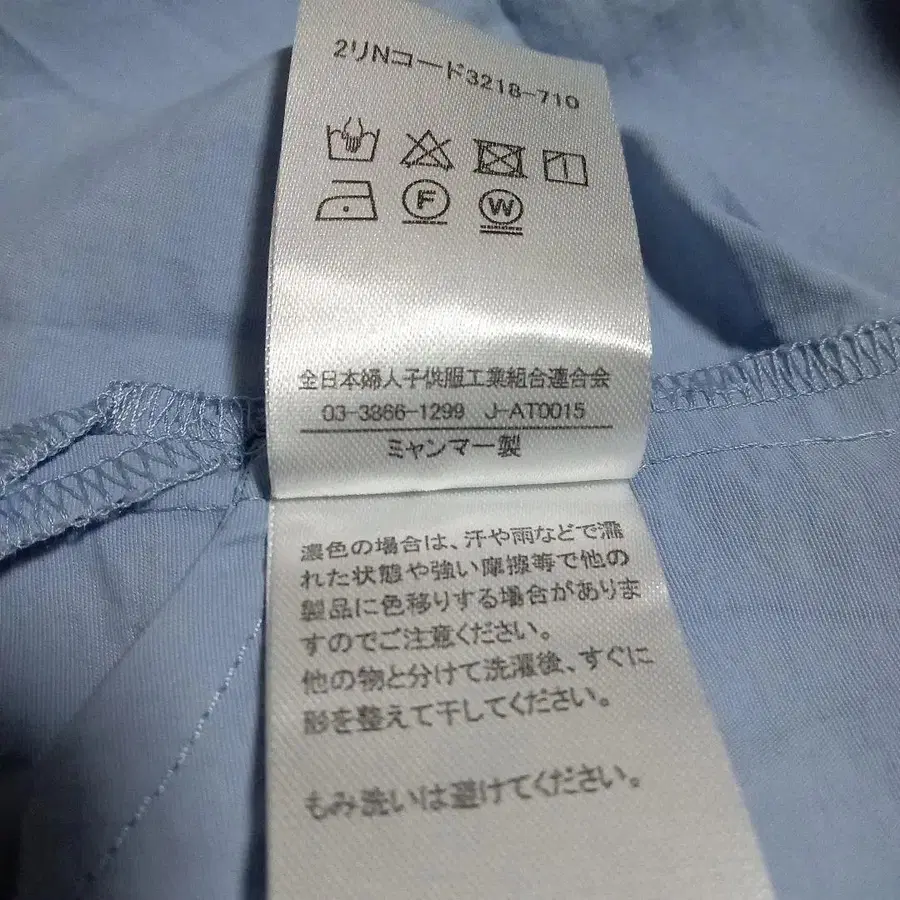 2リNコード3218-710
F W
全日本婦人子供服工業組合連合会
03-3866-1299 J-AT0015
ミャンマー製
濃色の場合は、汗や雨などで濡
れた状態や強い摩擦等で他の
製品に色移りする場合がありま
すのでご注意ください。
他の物と分けて洗濯後、すぐに
形を整えて干してください。
もみ洗いは避けてください。